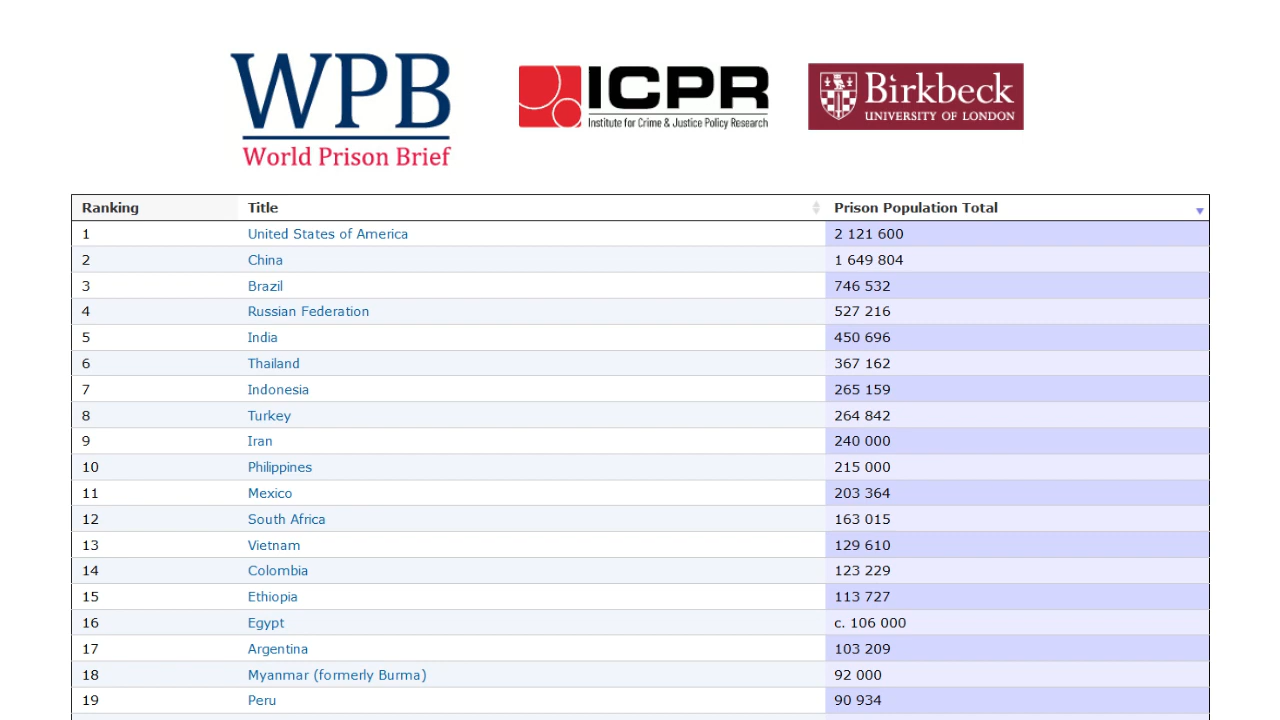 WPB
World Prison Brief
ICPR
Institute for Crime & Justice Policy Research
Birkbeck
UNIVERSITY OF LONDON
Ranking Title Prison Population Total
1 United States of America 2 121 600
2 China 1 649 804
3 Brazil 746 532
4 Russian Federation 527 216
5 India 450 696
6 Thailand 367 162
7 Indonesia 265 159
8 Turkey 264 842
9 Iran 240 000
10 Philippines 215 000
11 Mexico 203 364
12 South Africa 163 015
13 Vietnam 129 610
14 Colombia 123 229
15 Ethiopia 113 727
16 Egypt c. 106 000
17 Argentina 103 209
18 Myanmar (formerly Burma) 92 000
19 Peru 90 934